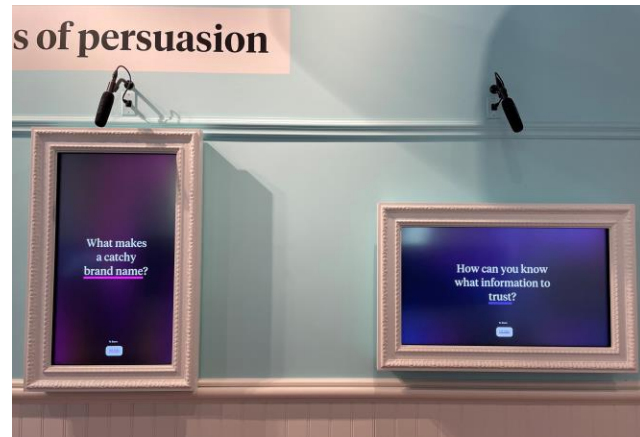 s of persuasion
What makes
a catchy
brand name?
How can you know
what information to
trust?